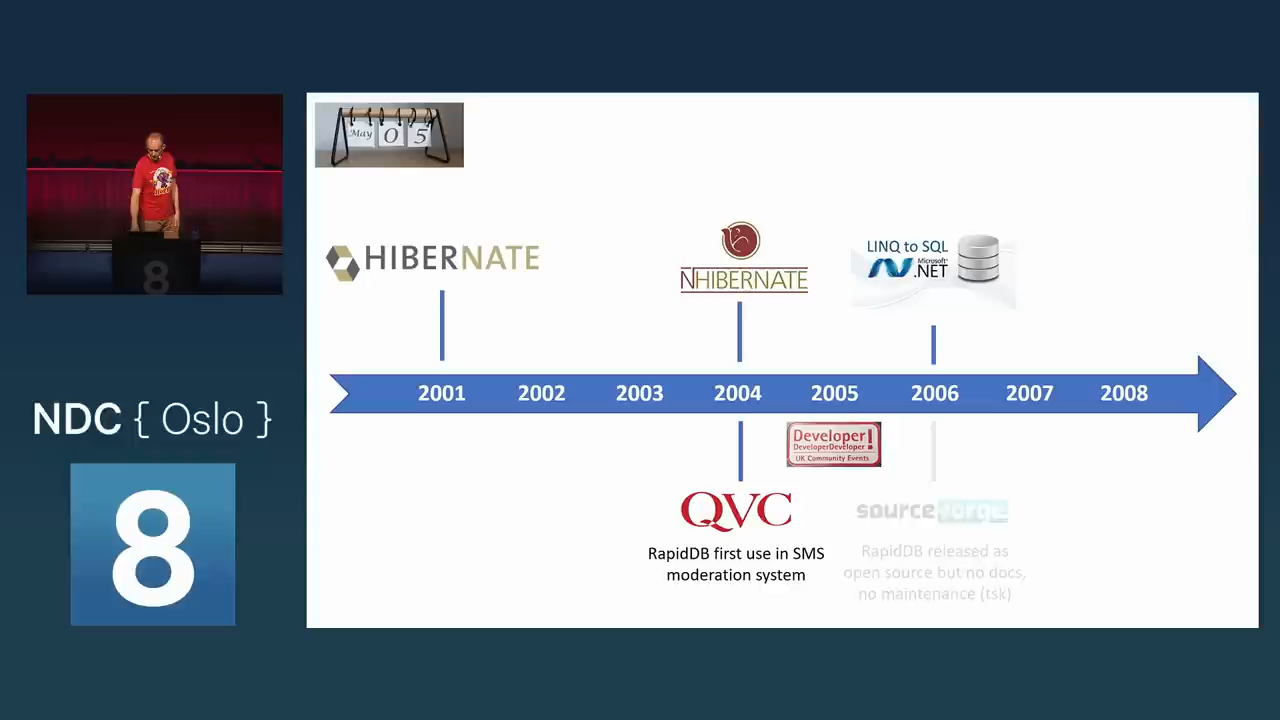 May 0 5
HIBERNATE
NHIBERNATE
LINQ to SQL
Microsoft®
.NET
2001 2002 2003 2004 2005 2006 2007 2008
Developer!
DeveloperDeveloper
UK Community Events
QVC
sourceforge
RapidDB first use in SMS
moderation system
RapidDB released as
open source but no docs,
no maintenance (tsk)
NDC { Oslo }
8
8